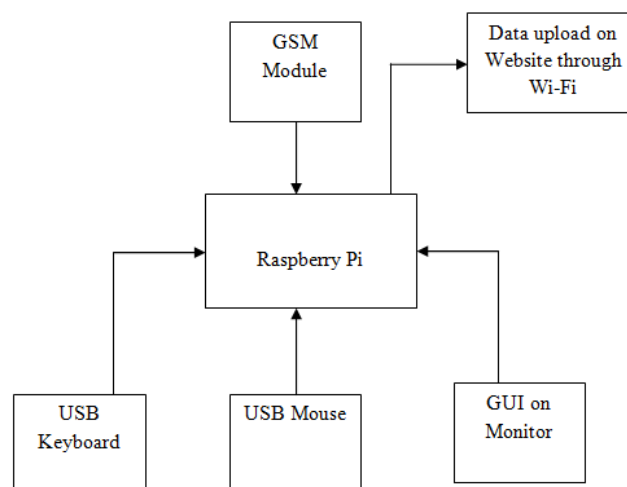 GSM
Module
Data upload on
Website through
Wi-Fi
Raspberry Pi
USB
Keyboard
USB Mouse
GUI on
Monitor